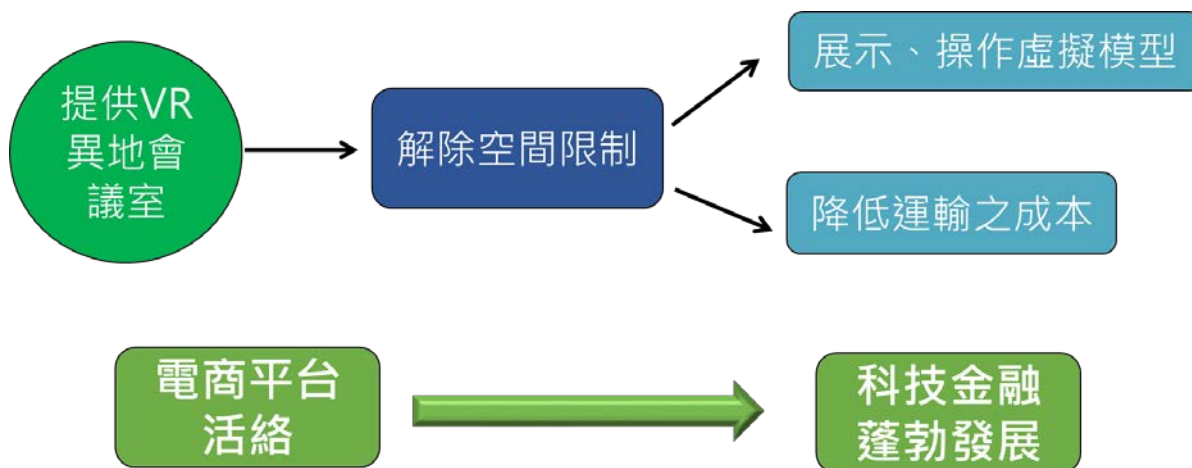 提供VR
異地會
議室
解除空間限制
展示、操作虛擬模型
降低運輸之成本
電商平台
活絡
科技金融
蓬勃發展